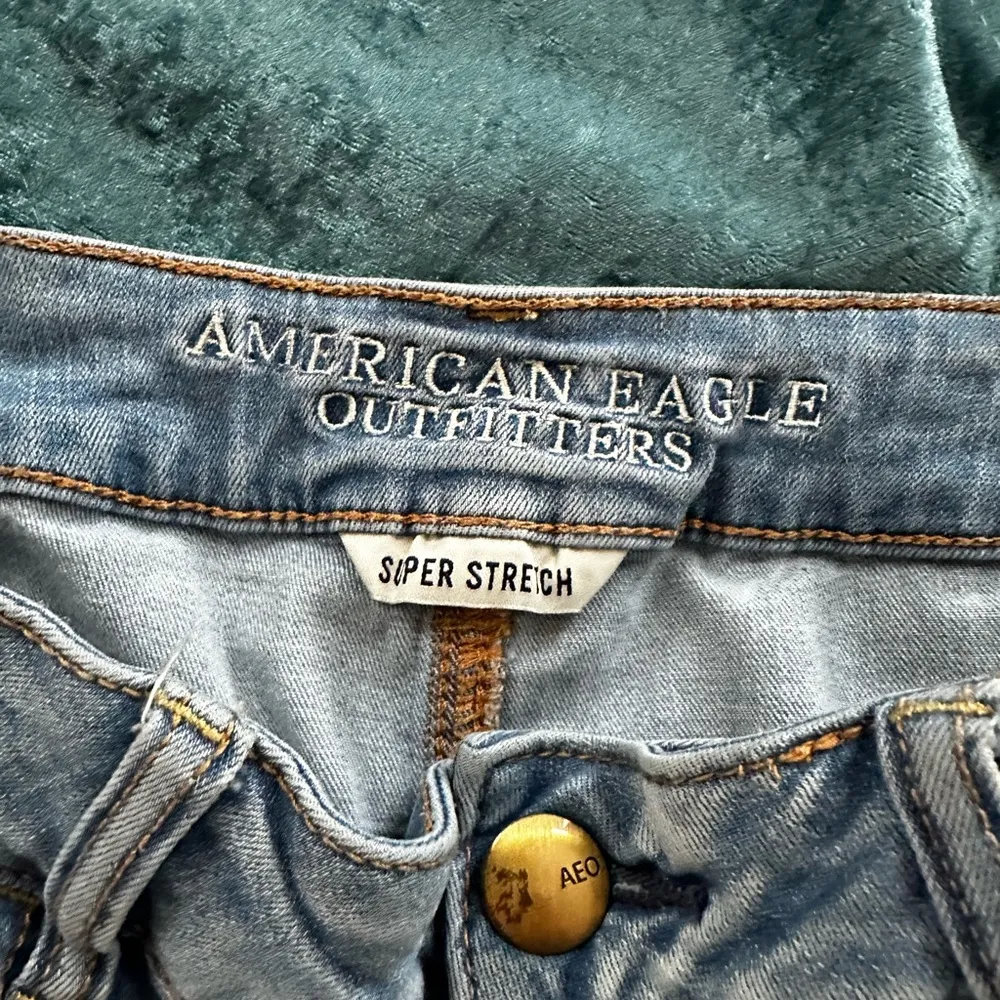 AMERICAN EAGLE
OUTFITTERS
SUPER STRETCH
AEO